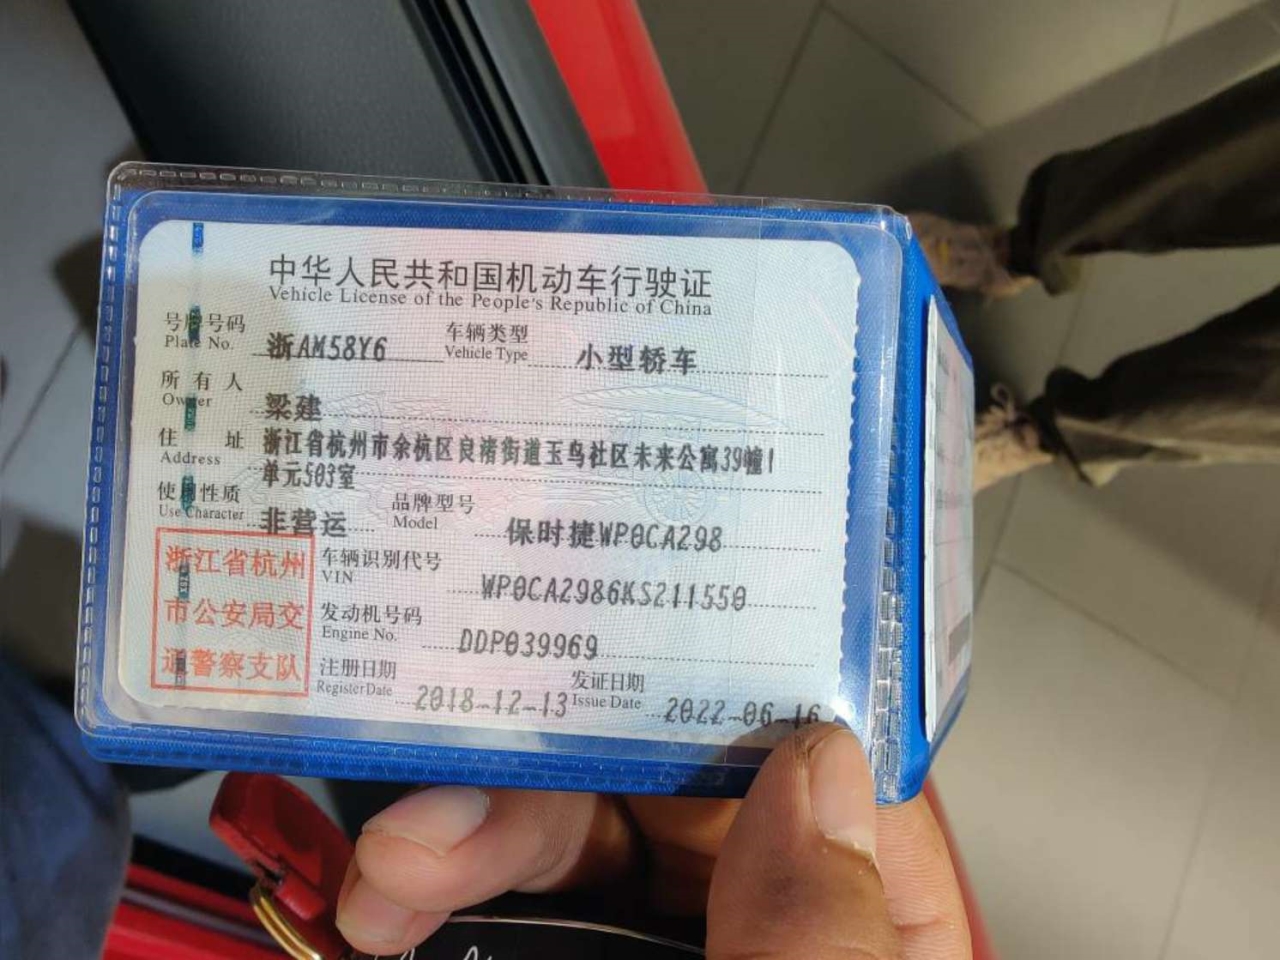 中华人民共和国机动车行驶证
Vehicle License of the People's Republic of China
号牌号码 浙AM58Y6 车辆类型 小型轿车
Plate No. Vehicle Type
所有人 梁建
Owner
住址 浙江省杭州市余杭区良渚街道玉鸟社区未来公寓39幢1
Address 单元503室
使用性质 非营运 品牌型号 保时捷WP0CA298
Use Character Model
浙江省杭州
市公安局交
通警察支队
车辆识别代号 WP0CA2986KS211550
VIN
发动机号码 DDP039969
Engine No.
注册日期 2018-12-13 发证日期 2022-06-16
Register Date Issue Date